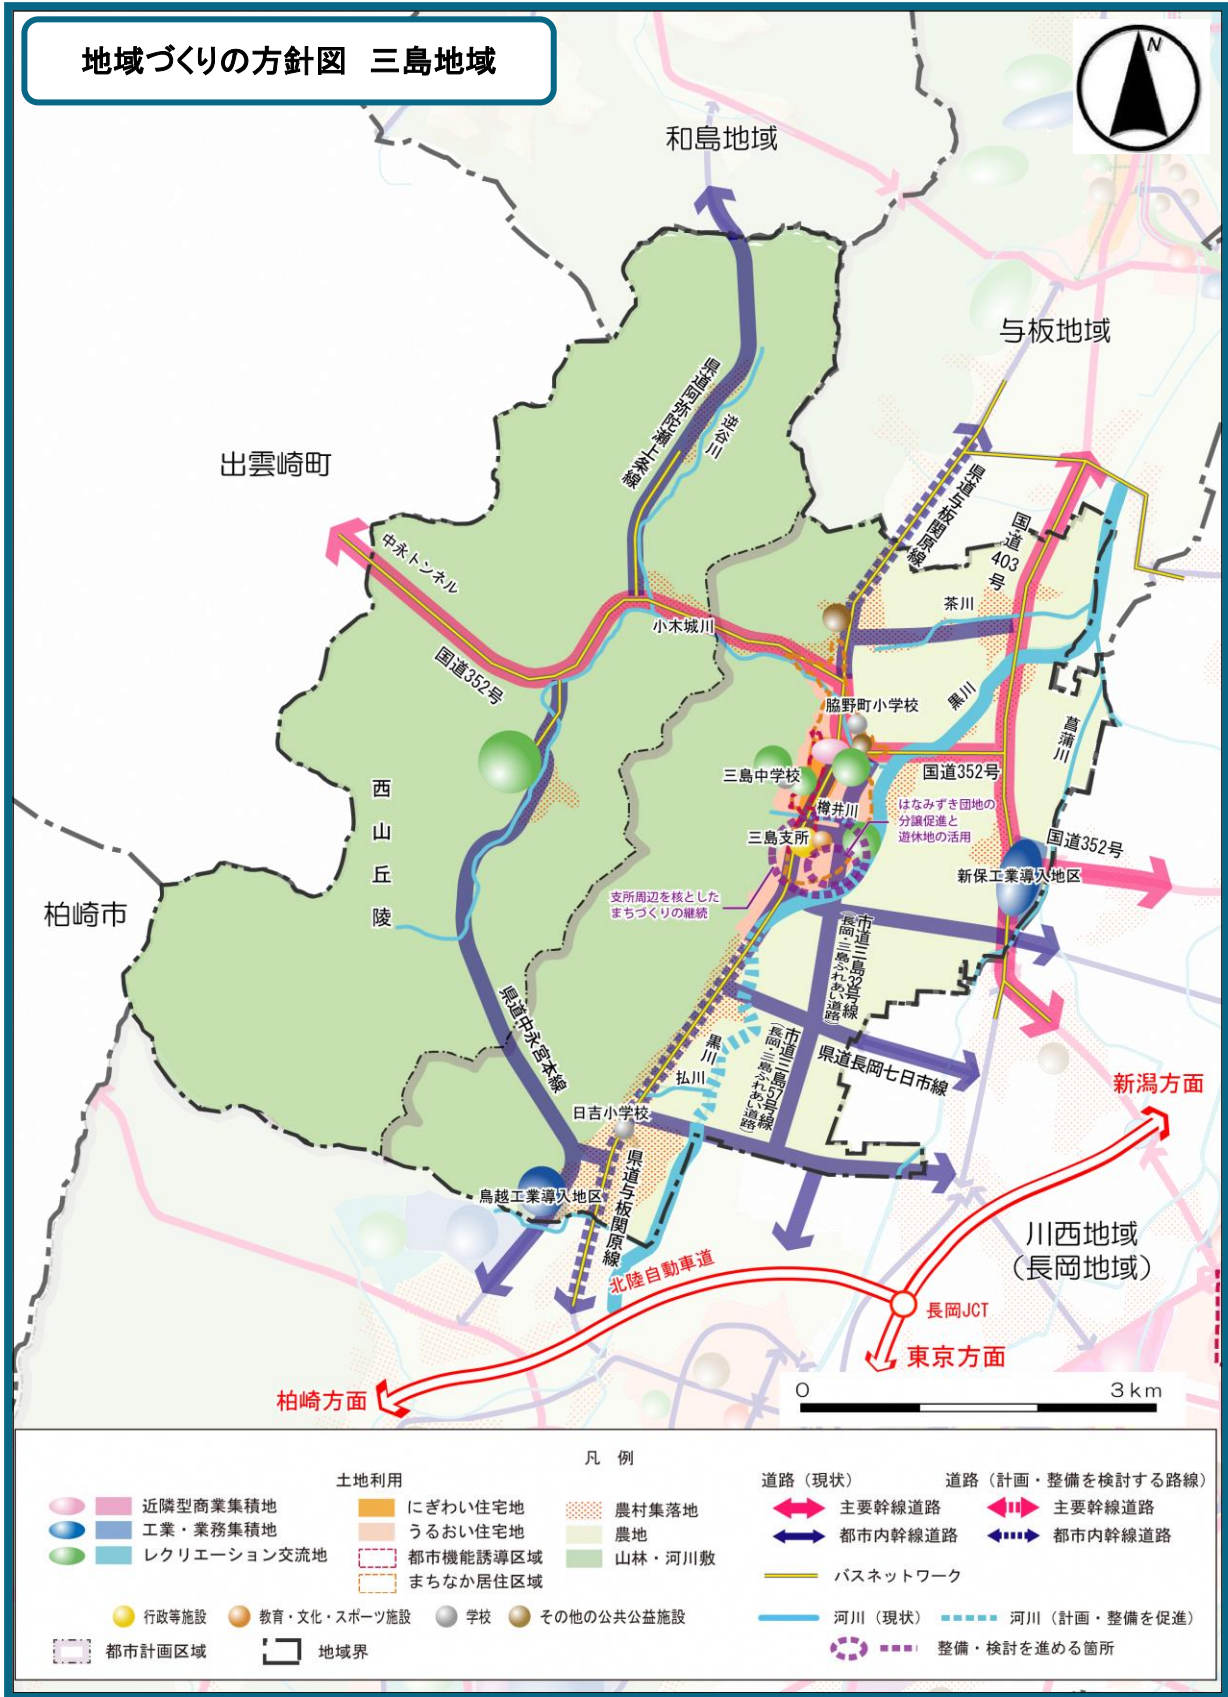 地域づくりの方針図 三島地域
N
和島地域
与板地域
出雲崎町
県道阿弥陀瀬上条線
逆谷川
県道与板関原線
国道403号
中永トンネル
茶川
小木城川
国道352号
脇野町小学校
黒川
菖蒲川
三島中学校
国道352号
西山丘陵
樽井川
はなみずき団地の
分譲促進と
遊休地の活用
三島支所
国道352号
新保工業導入地区
柏崎市
支所周辺を核とした
まちづくりの継続
市道三島32号線
(長岡・三島ふれあい道路)
県道中永宮本線
黒川
払川
市道三島57号線
(長岡・三島ふれあい道路)
県道長岡七日市線
新潟方面
日吉小学校
県道与板関原線
鳥越工業導入地区
川西地域
(長岡地域)
北陸自動車道
長岡JCT
東京方面
柏崎方面
0 3km
凡 例
土地利用
道路(現状) 道路(計画・整備を検討する路線)
近隣型商業集積地 にぎわい住宅地 農村集落地 主要幹線道路 主要幹線道路
工業・業務集積地 うるおい住宅地 農地 都市内幹線道路 都市内幹線道路
レクリエーション交流地 都市機能誘導区域 山林・河川敷
まちなか居住区域 バスネットワーク
行政等施設 教育・文化・スポーツ施設 学校 その他の公共公益施設 河川(現状) 河川(計画・整備を促進)
都市計画区域 地域界 整備・検討を進める箇所